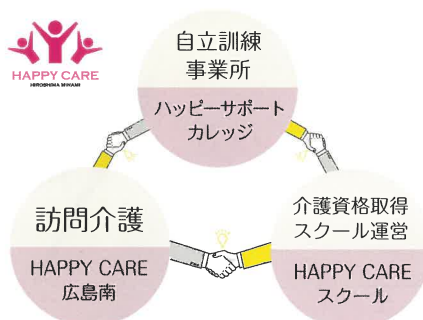 HAPPY CARE
HIROSHIMA MINAMI
自立訓練
事業所
ハッピーサポート
カレッジ
訪問介護
HAPPY CARE
広島南
介護資格取得
スクール運営
HAPPY CARE
スクール